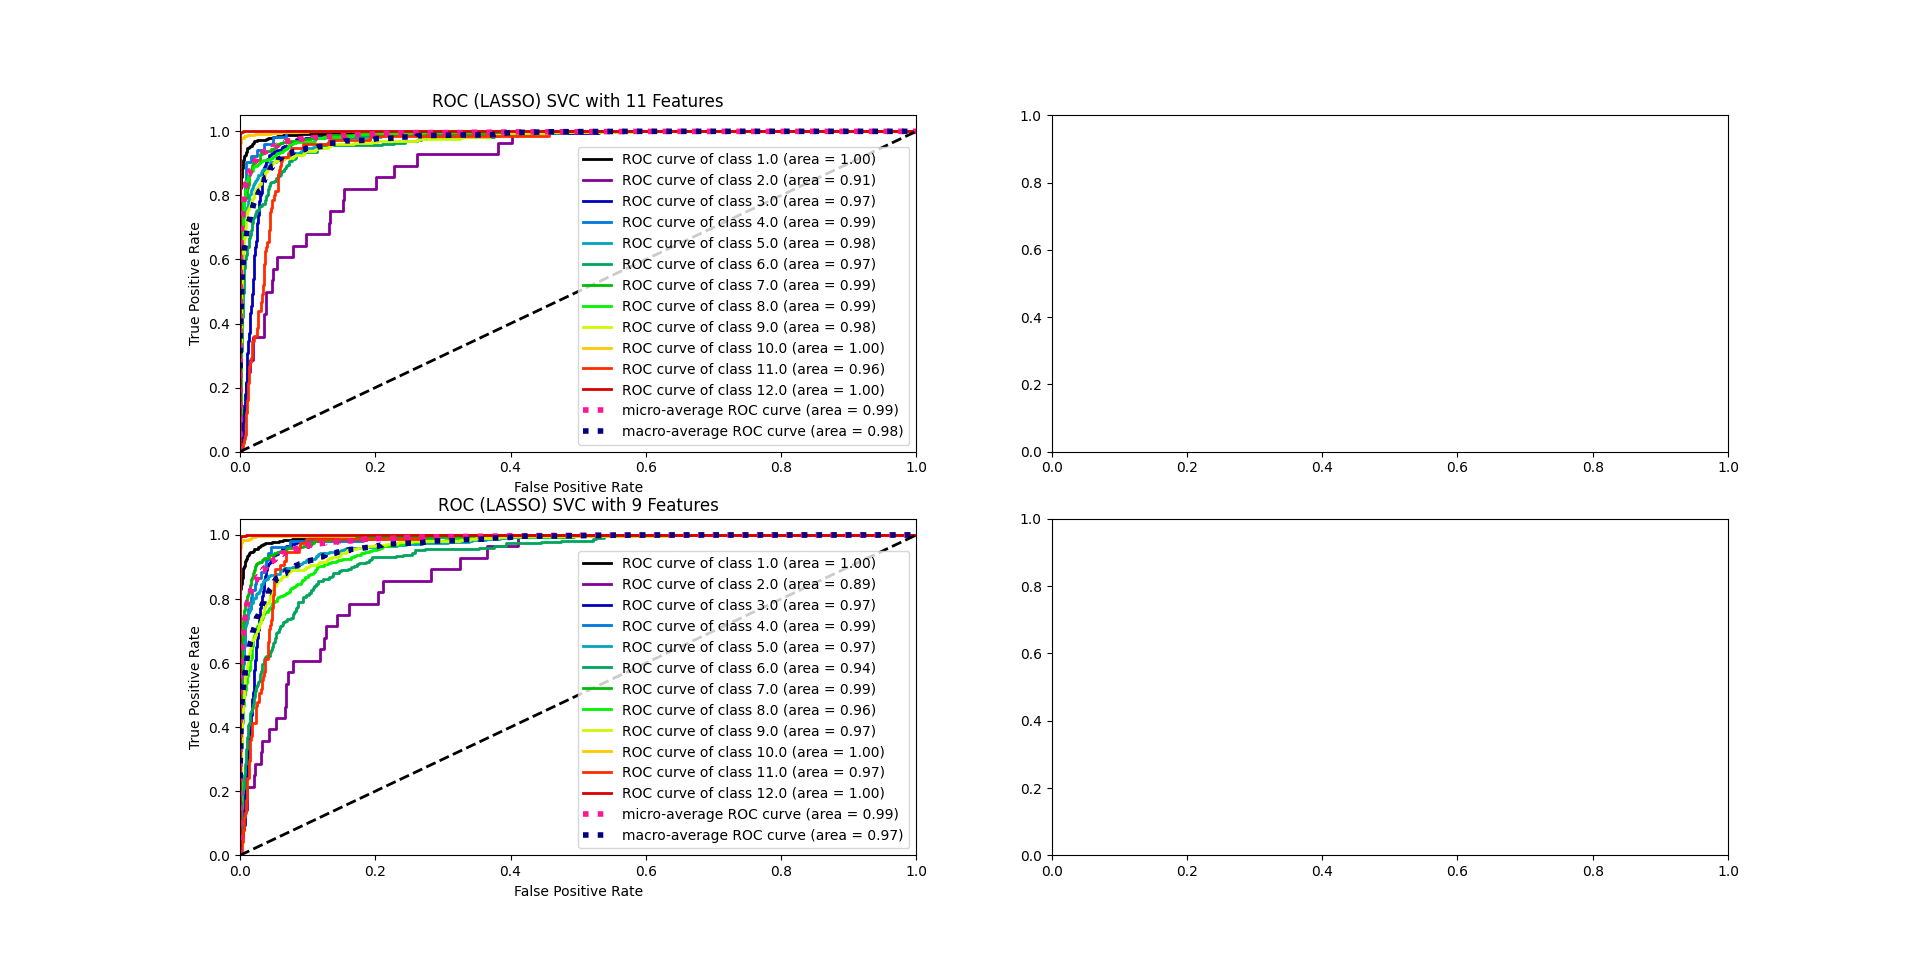 ROC (LASSO) SVC with 11 Features
True Positive Rate
1.0
0.8
0.6
0.4
0.2
0.0
ROC curve of class 1.0 (area = 1.00)
ROC curve of class 2.0 (area = 0.91)
ROC curve of class 3.0 (area = 0.97)
ROC curve of class 4.0 (area = 0.99)
ROC curve of class 5.0 (area = 0.98)
ROC curve of class 6.0 (area = 0.97)
ROC curve of class 7.0 (area = 0.99)
ROC curve of class 8.0 (area = 0.99)
ROC curve of class 9.0 (area = 0.98)
ROC curve of class 10.0 (area = 1.00)
ROC curve of class 11.0 (area = 0.96)
ROC curve of class 12.0 (area = 1.00)
micro-average ROC curve (area = 0.99)
macro-average ROC curve (area = 0.98)
0.0 0.2 0.4 0.6 0.8 1.0
False Positive Rate
1.0
0.8
0.6
0.4
0.2
0.0
0.0 0.2 0.4 0.6 0.8 1.0
ROC (LASSO) SVC with 9 Features
True Positive Rate
1.0
0.8
0.6
0.4
0.2
0.0
ROC curve of class 1.0 (area = 1.00)
ROC curve of class 2.0 (area = 0.89)
ROC curve of class 3.0 (area = 0.97)
ROC curve of class 4.0 (area = 0.99)
ROC curve of class 5.0 (area = 0.97)
ROC curve of class 6.0 (area = 0.94)
ROC curve of class 7.0 (area = 0.99)
ROC curve of class 8.0 (area = 0.96)
ROC curve of class 9.0 (area = 0.97)
ROC curve of class 10.0 (area = 1.00)
ROC curve of class 11.0 (area = 0.97)
ROC curve of class 12.0 (area = 1.00)
micro-average ROC curve (area = 0.99)
macro-average ROC curve (area = 0.97)
0.0 0.2 0.4 0.6 0.8 1.0
False Positive Rate
1.0
0.8
0.6
0.4
0.2
0.0
0.0 0.2 0.4 0.6 0.8 1.0